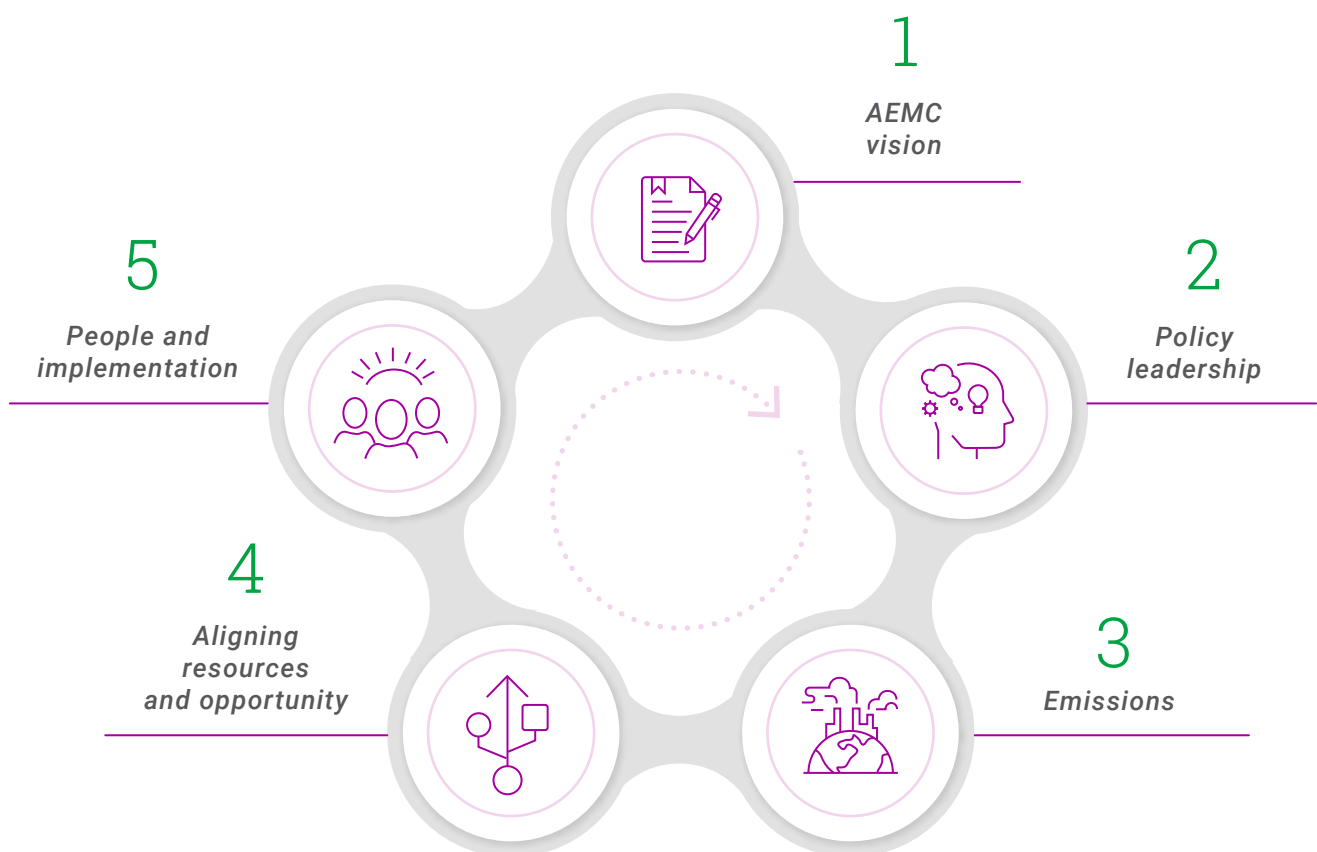 1
AEMC
vision
2
Policy
leadership
3
Emissions
4
Aligning
resources
and opportunity
5
People and
implementation